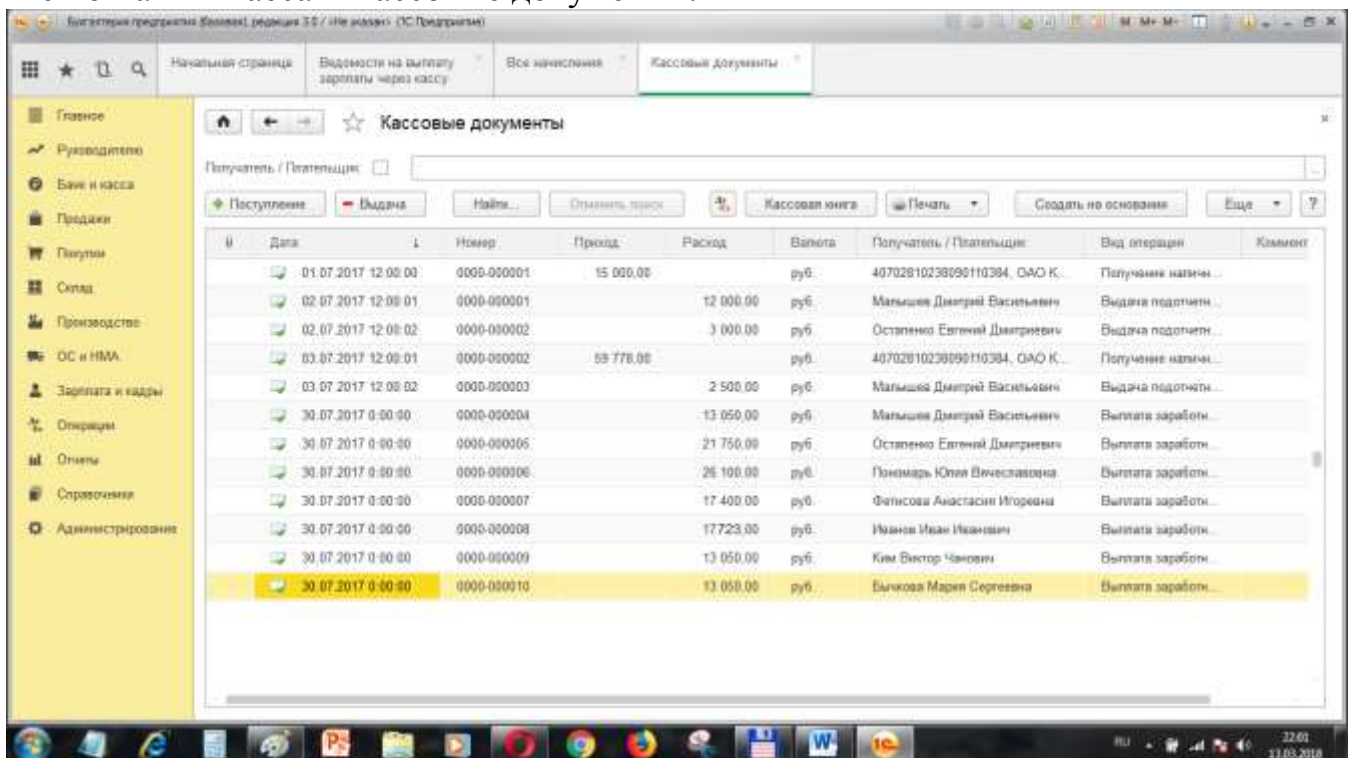 Бухгалтерия предприятия (базовая), редакция 3.0 / <Не указан> (1С:Предприятие)
M M+ M-
Начальная страница
Ведомости на выплату зарплаты через кассу
Все начисления
Кассовые документы
Главное
Руководителю
Банк и касса
Продажи
Покупки
Склад
Производство
ОС и НМА
Зарплата и кадры
Операции
Отчеты
Справочники
Администрирование
Кассовые документы
Получатель / Плательщик:
Поступление Выдача Найти... Отменить поиск Кассовая книга Печать Создать на основании Еще ?
Дата Номер Приход Расход Валюта Получатель / Плательщик Вид операции Коммент
01.07.2017 12:00:00 0000-000001 15 000,00 руб. 40702810238090110384, ОАО К... Получение наличн...
02.07.2017 12:00:01 0000-000001 12 000,00 руб. Малышев Дмитрий Васильевич Выдача подотчетн...
02.07.2017 12:00:02 0000-000002 3 000,00 руб. Остапенко Евгений Дмитриевич Выдача подотчетн...
03.07.2017 12:00:01 0000-000002 59 778,00 руб. 40702810238090110384, ОАО К... Получение наличн...
03.07.2017 12:00:02 0000-000003 2 500,00 руб. Малышев Дмитрий Васильевич Выдача подотчетн...
30.07.2017 0:00:00 0000-000004 13 050,00 руб. Малышев Дмитрий Васильевич Выплата заработн...
30.07.2017 0:00:00 0000-000005 21 750,00 руб. Остапенко Евгений Дмитриевич Выплата заработн...
30.07.2017 0:00:00 0000-000006 26 100,00 руб. Пономарь Юлия Вячеславовна Выплата заработн...
30.07.2017 0:00:00 0000-000007 17 400,00 руб. Фетисова Анастасия Игоревна Выплата заработн...
30.07.2017 0:00:00 0000-000008 17723,00 руб. Иванов Иван Иванович Выплата заработн...
30.07.2017 0:00:00 0000-000009 13 050,00 руб. Ким Виктор Чанович Выплата заработн...
30.07.2017 0:00:00 0000-000010 13 050,00 руб. Бычкова Мария Сергеевна Выплата заработн...
RU
22:01
13.03.2018